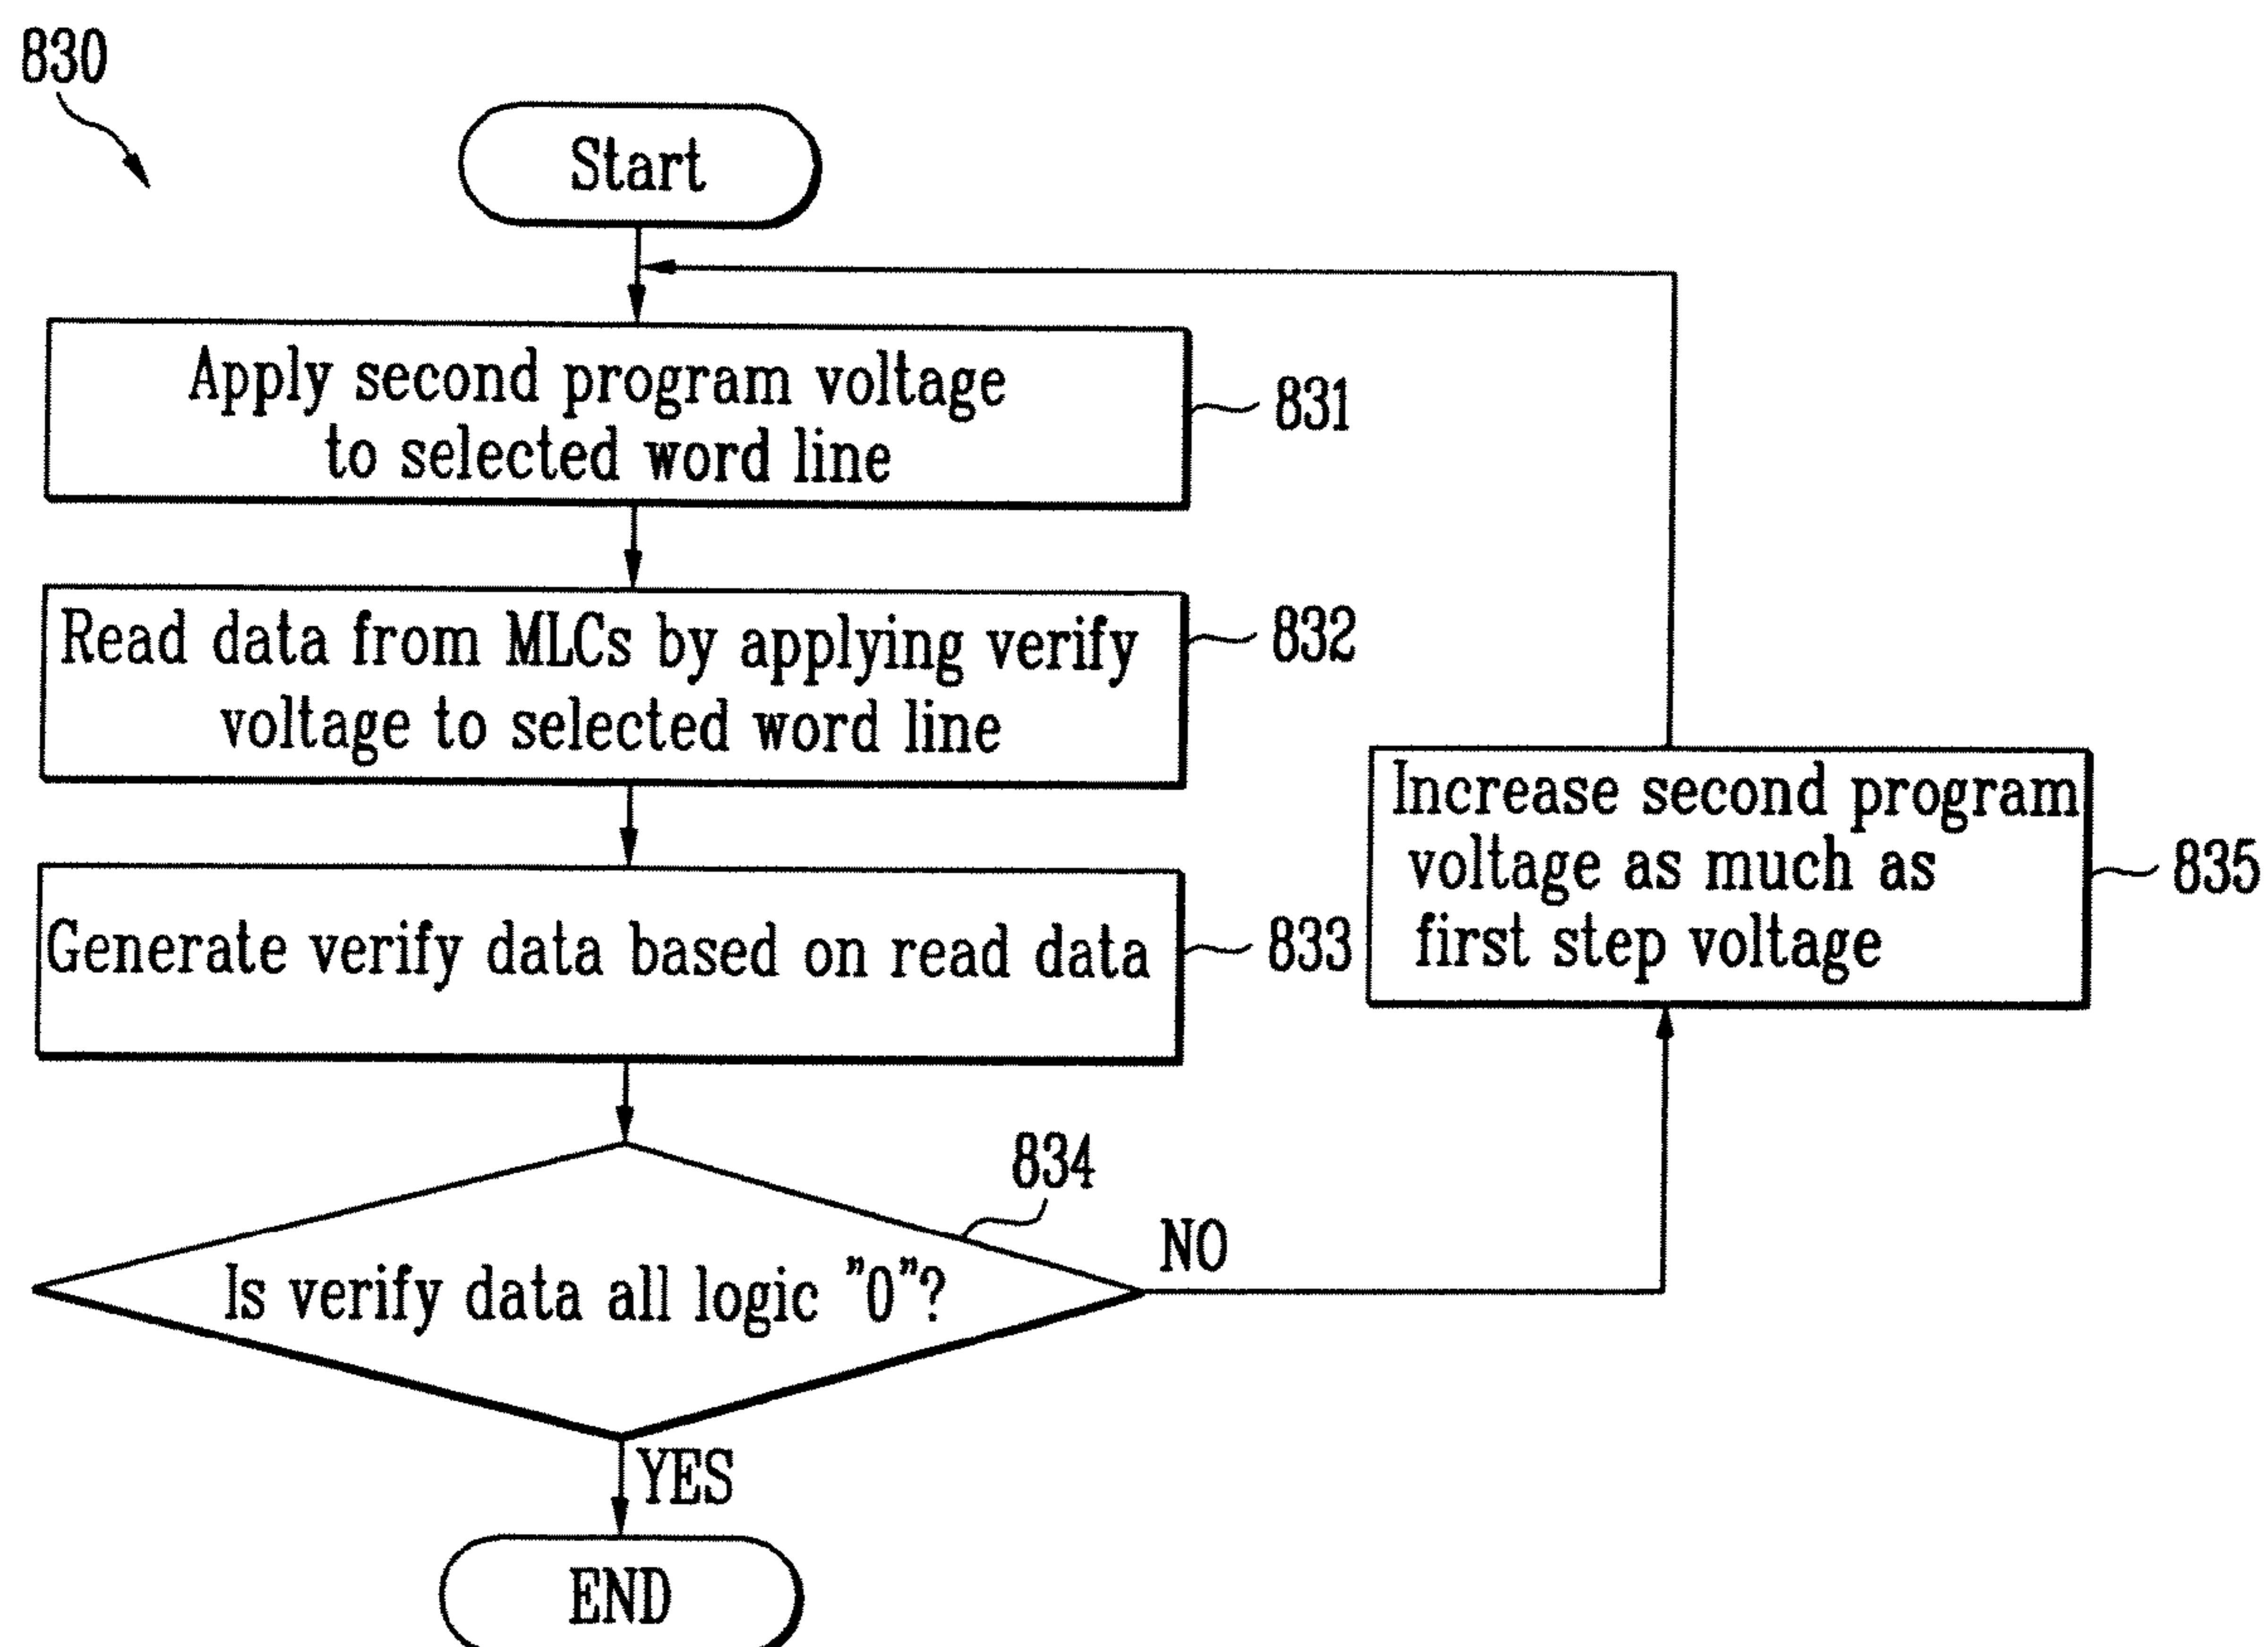 830
Start
Apply second program voltage
to selected word line
831
Read data from MLCs by applying verify
voltage to selected word line
832
Generate verify data based on read data
833
Increase second program
voltage as much as
first step voltage
835
834
Is verify data all logic "0"?
NO
YES
END